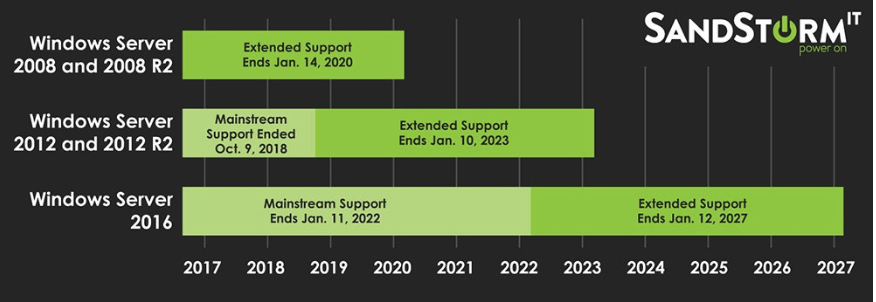 SANDSTORM IT
power on
Windows Server
2008 and 2008 R2
Extended Support
Ends Jan. 14, 2020
Windows Server
2012 and 2012 R2
Mainstream
Support Ended
Oct. 9, 2018
Extended Support
Ends Jan. 10, 2023
Windows Server
2016
Mainstream Support
Ends Jan. 11, 2022
Extended Support
Ends Jan. 12, 2027
2017 2018 2019 2020 2021 2022 2023 2024 2025 2026 2027